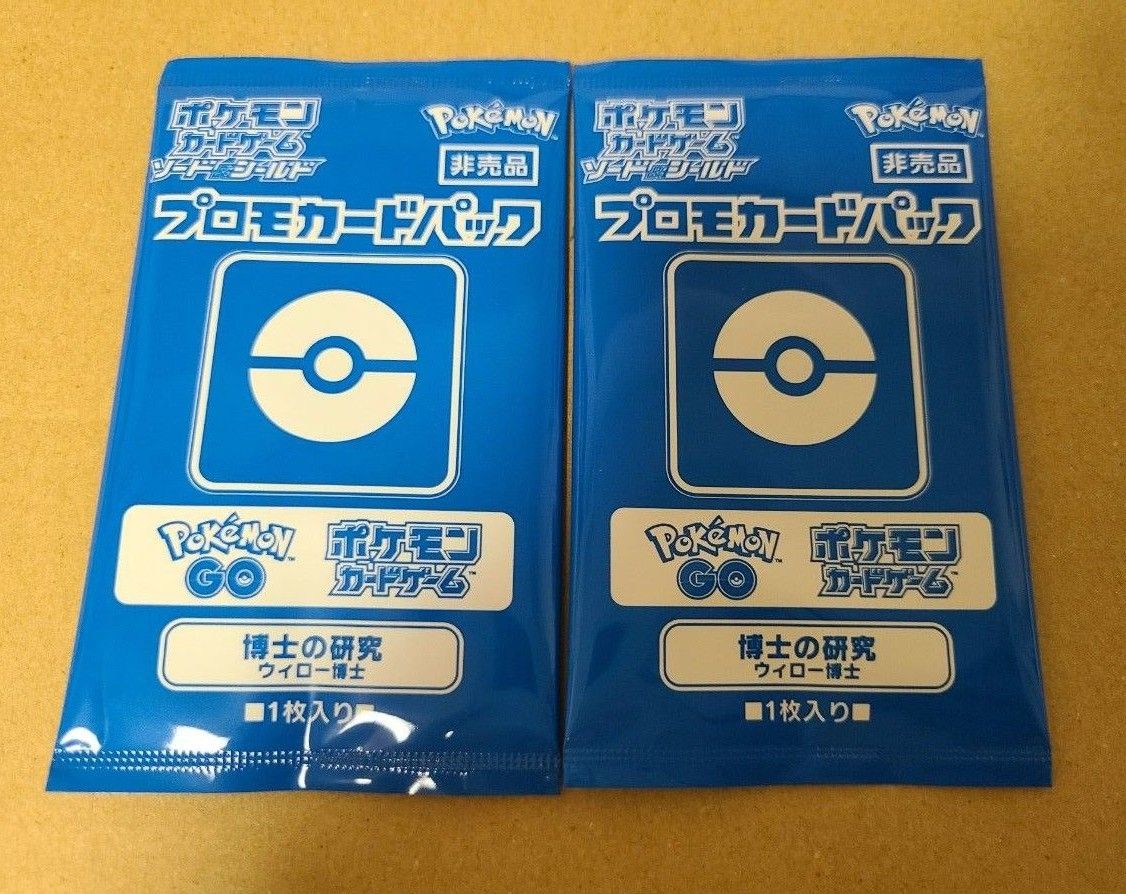 ポケモン
カードゲーム
ソード&シールド
Pokémon
非売品
プロモカードパック
Pokémon
GO
ポケモン
カードゲーム
博士の研究
ウィロー博士
■1枚入り■
ポケモン
カードゲーム
ソード&シールド
Pokémon
非売品
プロモカードパック
Pokémon
GO
ポケモン
カードゲーム
博士の研究
ウィロー博士
■1枚入り■